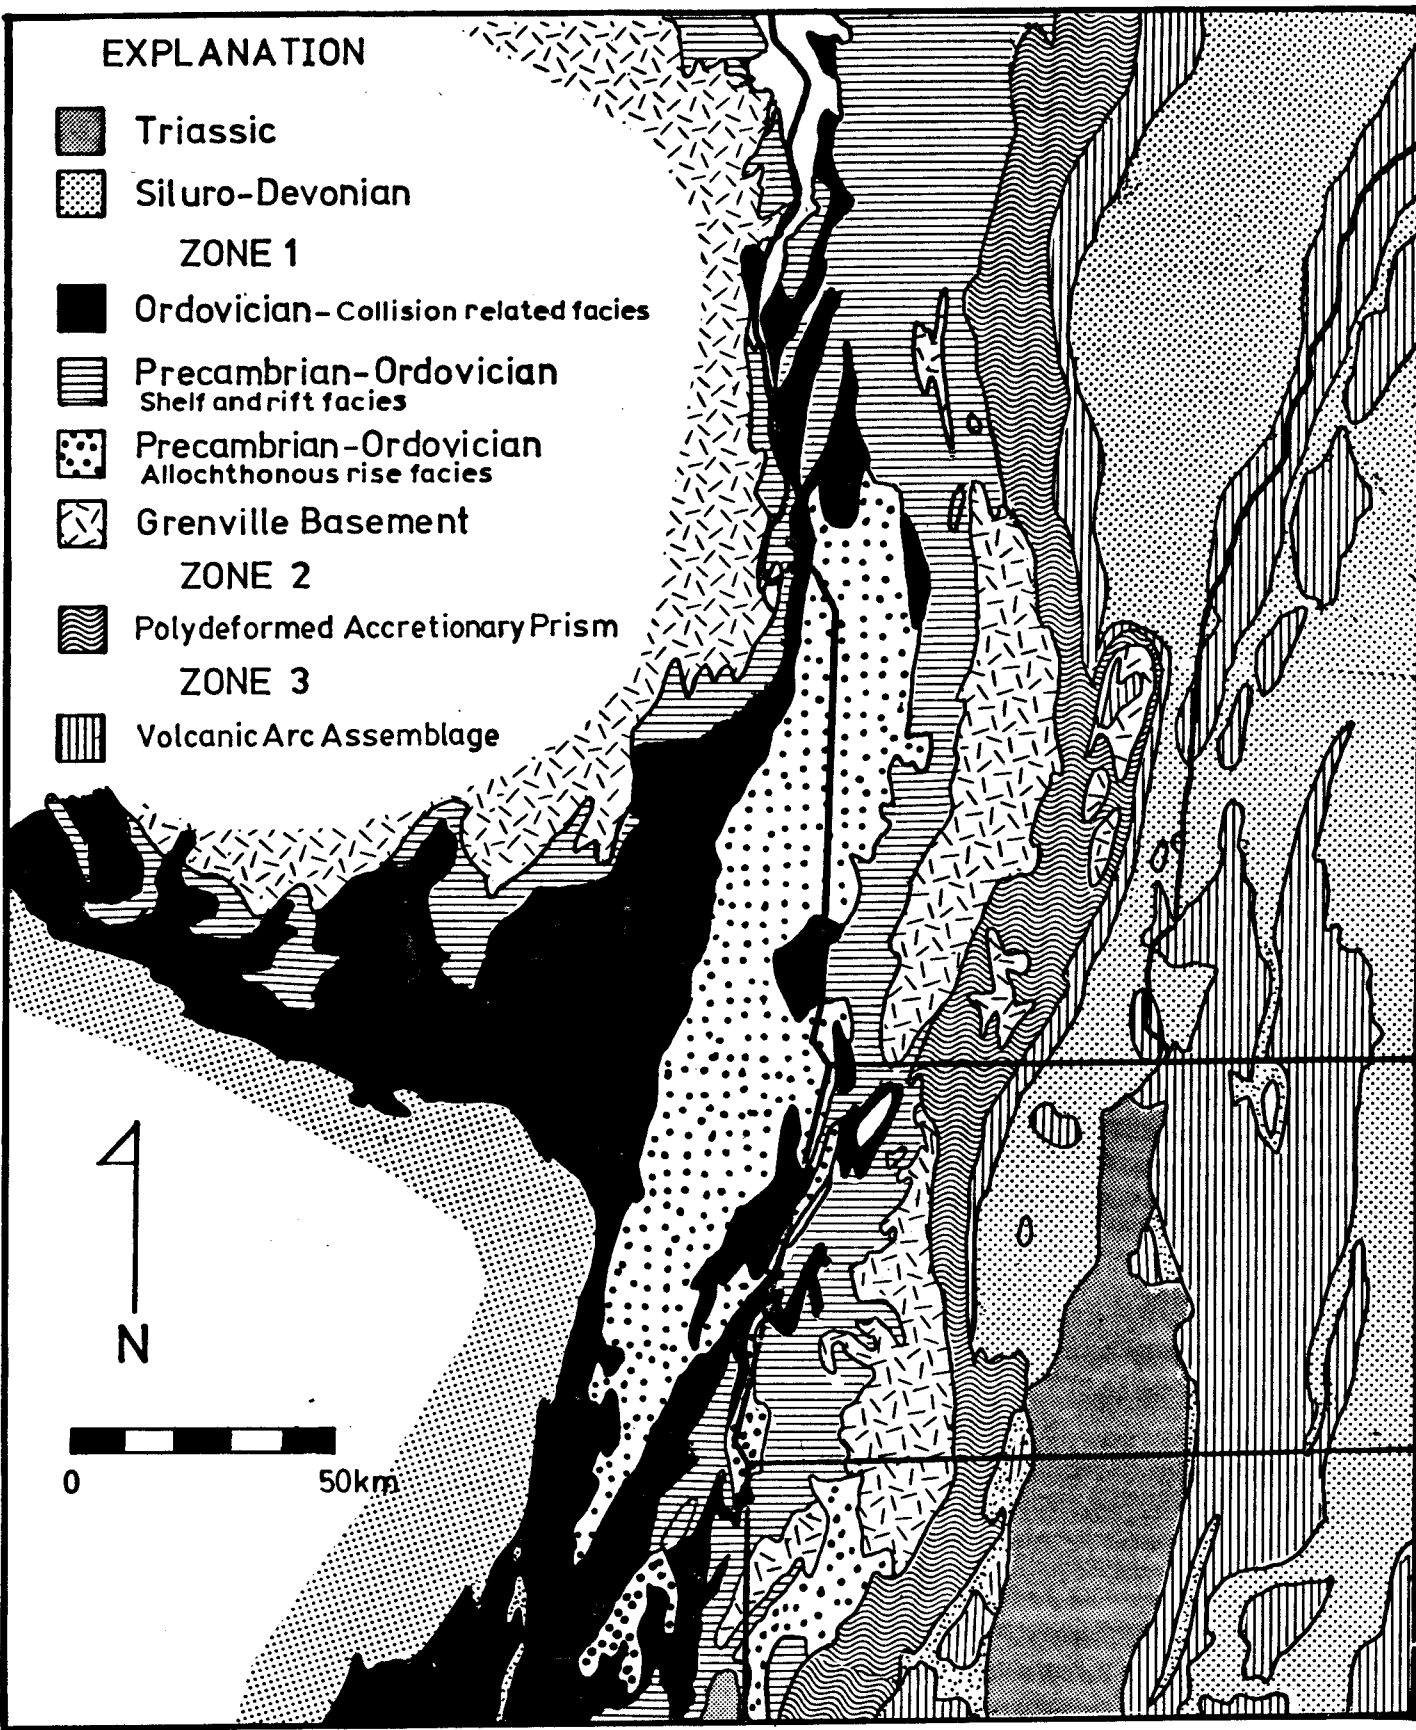 EXPLANATION
Triassic
Siluro-Devonian
ZONE 1
Ordovician-Collision related facies
Precambrian-Ordovician
Shelf and rift facies
Precambrian-Ordovician
Allochthonous rise facies
Grenville Basement
ZONE 2
Polydeformed Accretionary Prism
ZONE 3
Volcanic Arc Assemblage
N
0 50km